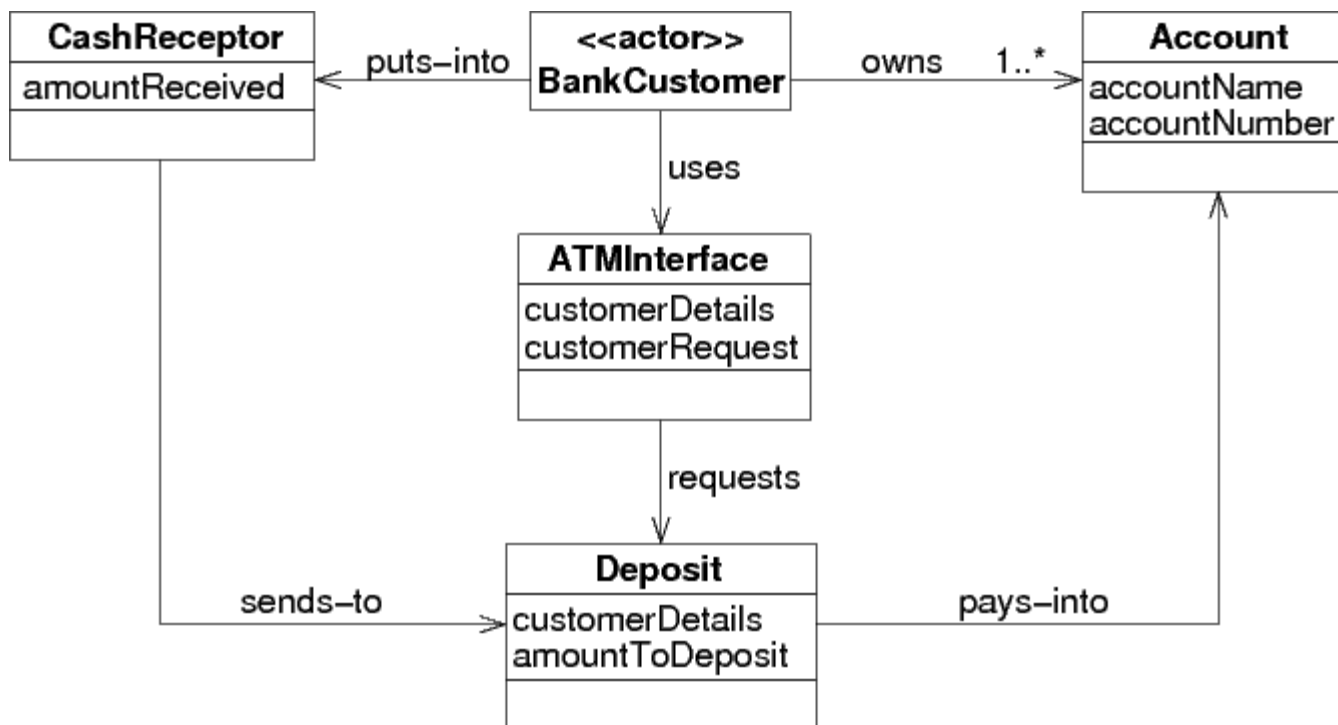 CashReceptor
amountReceived
puts-into
<<actor>>
BankCustomer
owns 1..*
Account
accountName
accountNumber
uses
ATMInterface
customerDetails
customerRequest
requests
Deposit
customerDetails
amountToDeposit
sends-to
pays-into